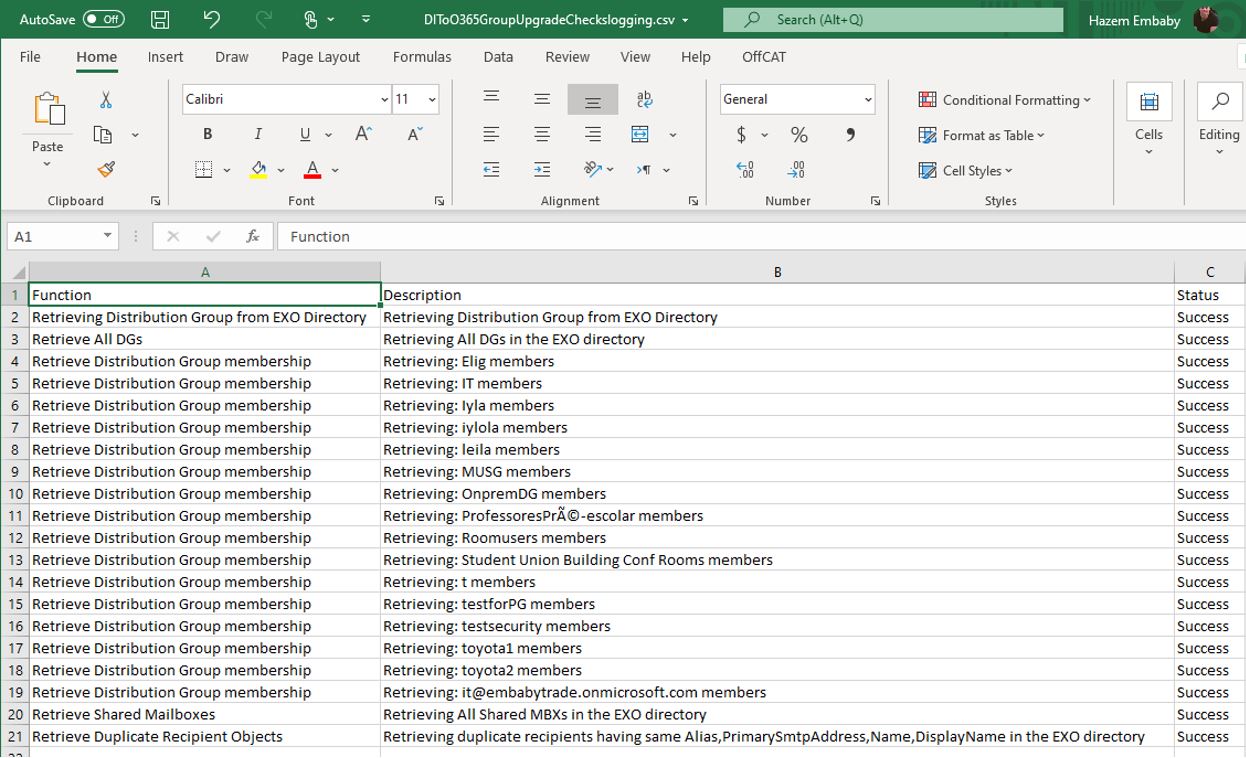 AutoSave Off DlToO365GroupUpgradeCheckslogging.csv Search (Alt+Q) Hazem Embaby
File Home Insert Draw Page Layout Formulas Data Review View Help OffCAT
Calibri 11 ab General Conditional Formatting Cells Editing
Paste B I U A A $ % 9 Format as Table
A Cell Styles
Clipboard Font Alignment Number Styles
A1 fx Function
A B C
1 Function Description Status
2 Retrieving Distribution Group from EXO Directory Retrieving Distribution Group from EXO Directory Success
3 Retrieve All DGs Retrieving All DGs in the EXO directory Success
4 Retrieve Distribution Group membership Retrieving: Elig members Success
5 Retrieve Distribution Group membership Retrieving: IT members Success
6 Retrieve Distribution Group membership Retrieving: Iyla members Success
7 Retrieve Distribution Group membership Retrieving: iylola members Success
8 Retrieve Distribution Group membership Retrieving: leila members Success
9 Retrieve Distribution Group membership Retrieving: MUSG members Success
10 Retrieve Distribution Group membership Retrieving: OnpremDG members Success
11 Retrieve Distribution Group membership Retrieving: ProfessoresPrÃ©-escolar members Success
12 Retrieve Distribution Group membership Retrieving: Roomusers members Success
13 Retrieve Distribution Group membership Retrieving: Student Union Building Conf Rooms members Success
14 Retrieve Distribution Group membership Retrieving: t members Success
15 Retrieve Distribution Group membership Retrieving: testforPG members Success
16 Retrieve Distribution Group membership Retrieving: testsecurity members Success
17 Retrieve Distribution Group membership Retrieving: toyota1 members Success
18 Retrieve Distribution Group membership Retrieving: toyota2 members Success
19 Retrieve Distribution Group membership Retrieving: it@embabytrade.onmicrosoft.com members Success
20 Retrieve Shared Mailboxes Retrieving All Shared MBXs in the EXO directory Success
21 Retrieve Duplicate Recipient Objects Retrieving duplicate recipients having same Alias,PrimarySmtpAddress,Name,DisplayName in the EXO directory Success